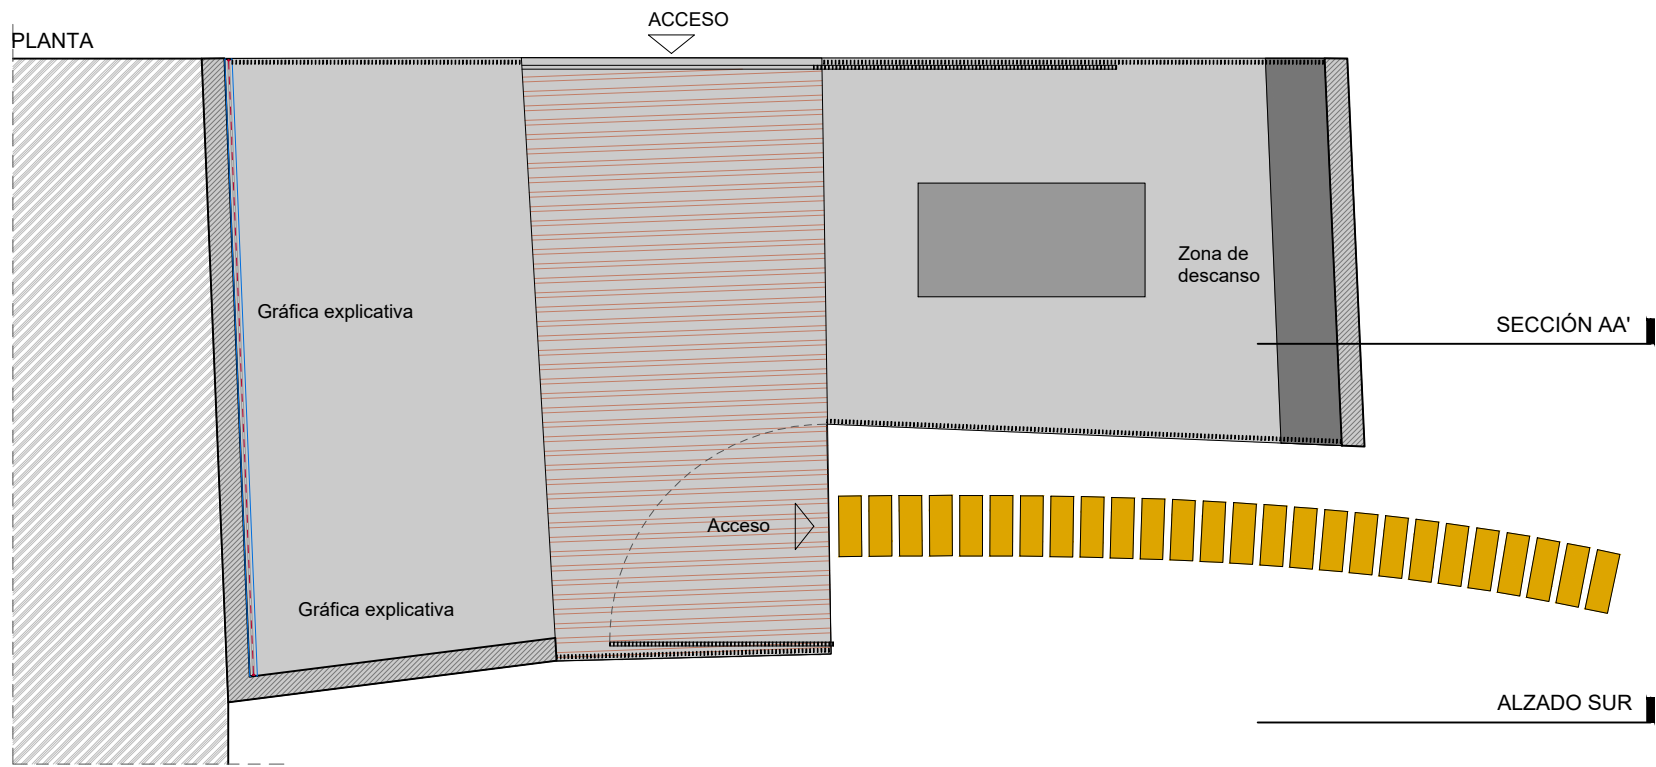 ACCESO
PLANTA
Zona de
descanso
Gráfica explicativa
SECCIÓN AA'
Acceso
Gráfica explicativa
ALZADO SUR